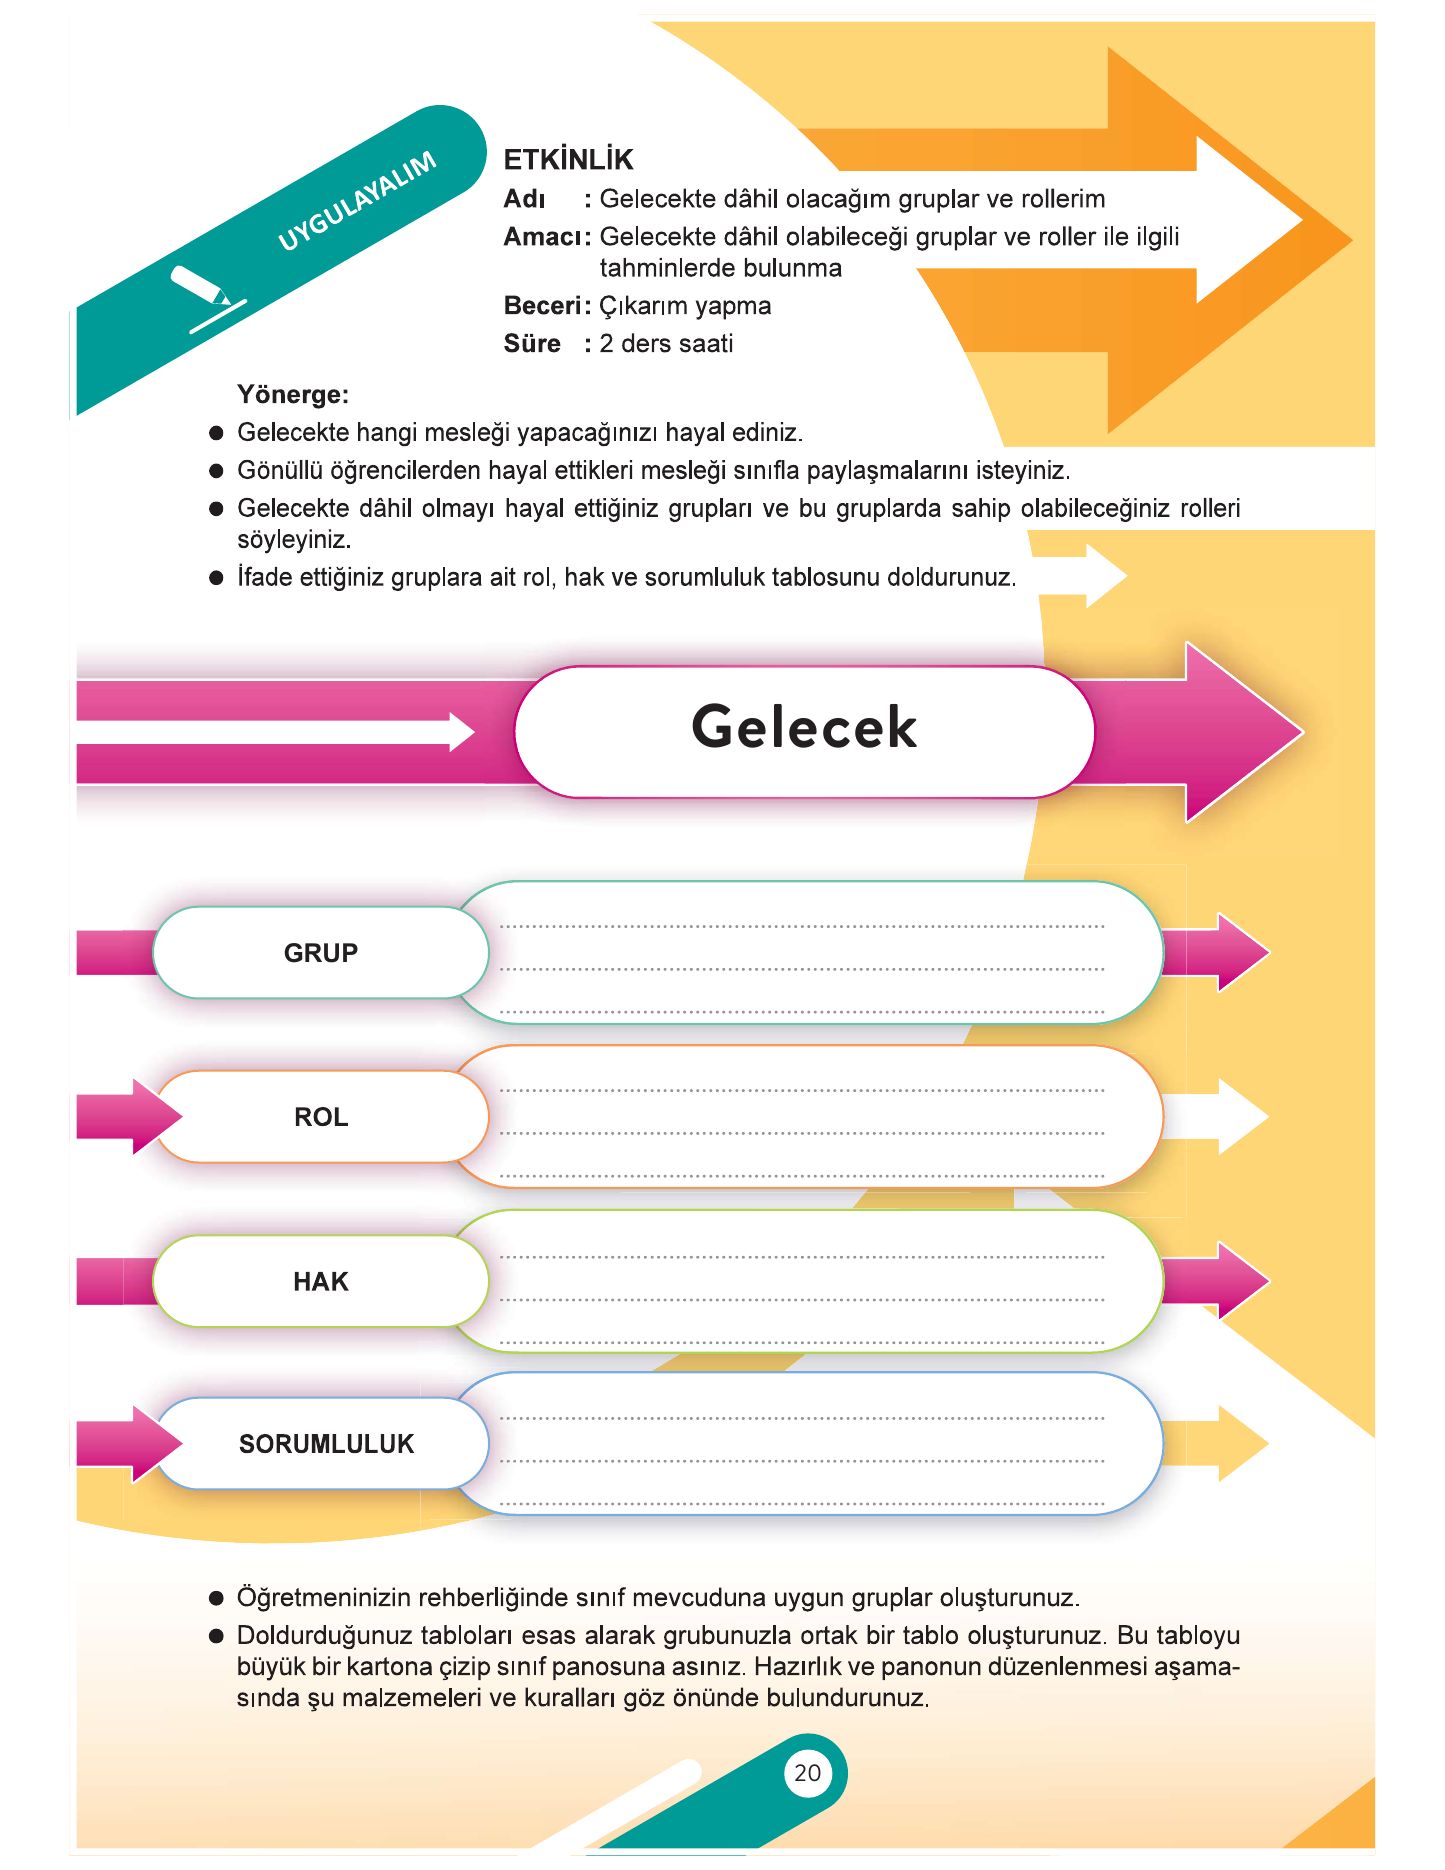 UYGULAYALIM
ETKİNLİK
Adı : Gelecekte dâhil olacağım gruplar ve rollerim
Amacı: Gelecekte dâhil olabileceği gruplar ve roller ile ilgili
tahminlerde bulunma
Beceri: Çıkarım yapma
Süre : 2 ders saati
Yönerge:
● Gelecekte hangi mesleği yapacağınızı hayal ediniz.
● Gönüllü öğrencilerden hayal ettikleri mesleği sınıfla paylaşmalarını isteyiniz.
● Gelecekte dâhil olmayı hayal ettiğiniz grupları ve bu gruplarda sahip olabileceğiniz rolleri
söyleyiniz.
● İfade ettiğiniz gruplara ait rol, hak ve sorumluluk tablosunu doldurunuz.
Gelecek
GRUP
ROL
HAK
SORUMLULUK
● Öğretmeninizin rehberliğinde sınıf mevcuduna uygun gruplar oluşturunuz.
● Doldurduğunuz tabloları esas alarak grubunuzla ortak bir tablo oluşturunuz. Bu tabloyu
büyük bir kartona çizip sınıf panosuna asınız. Hazırlık ve panonun düzenlenmesi aşama-
sında şu malzemeleri ve kuralları göz önünde bulundurunuz.
20